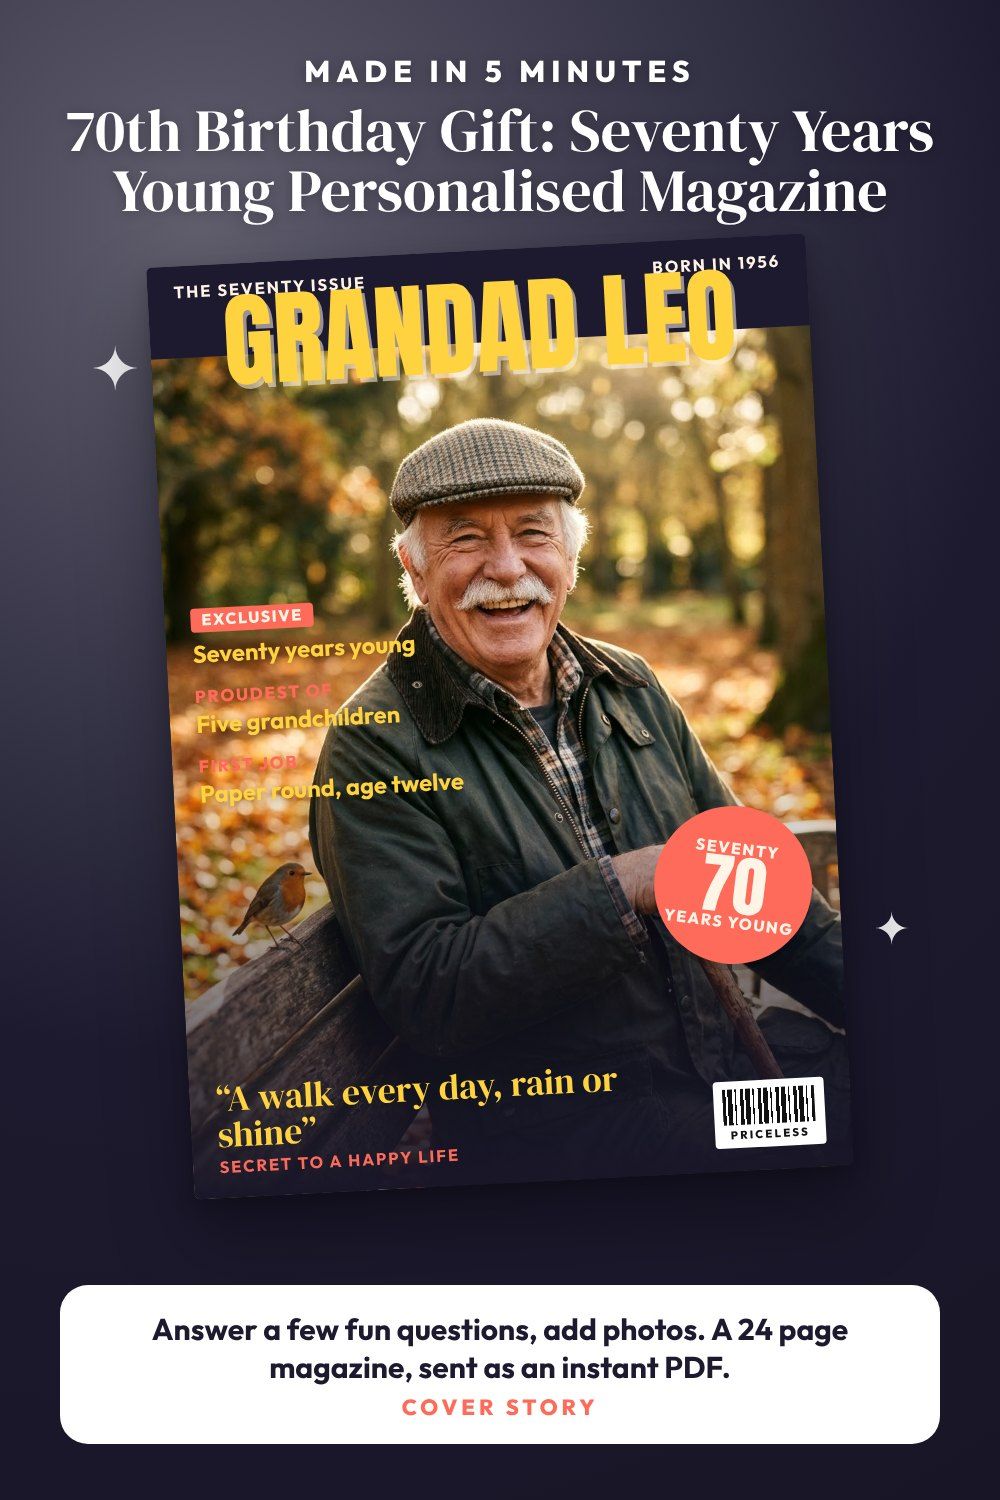 MADE IN 5 MINUTES
70th Birthday Gift: Seventy Years
Young Personalised Magazine
THE SEVENTY ISSUE
BORN IN 1956
GRANDAD LEO
EXCLUSIVE
Seventy years young
PROUDEST OF
Five grandchildren
FIRST JOB
Paper round, age twelve
SEVENTY
70
YEARS YOUNG
“A walk every day, rain or
shine”
SECRET TO A HAPPY LIFE
PRICELESS
Answer a few fun questions, add photos. A 24 page
magazine, sent as an instant PDF.
COVER STORY